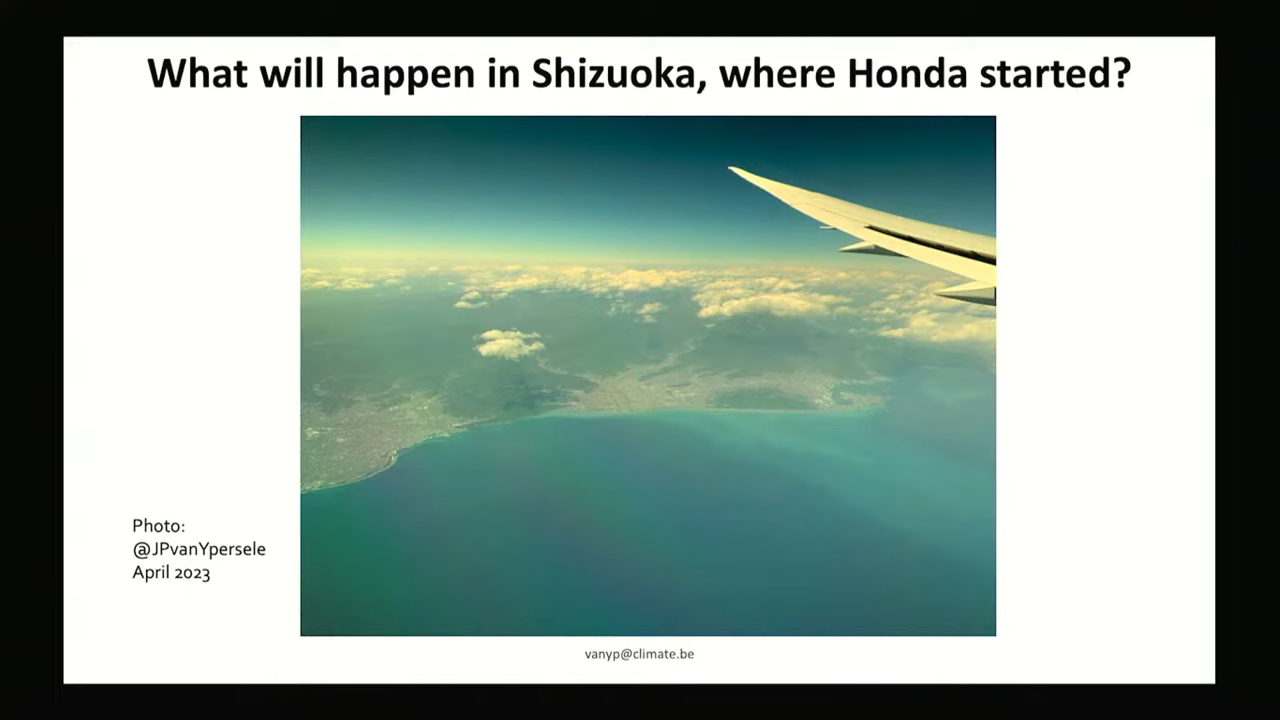 What will happen in Shizuoka, where Honda started?
Photo:
@JPvanYpersele
April 2023
vanyp@climate.be